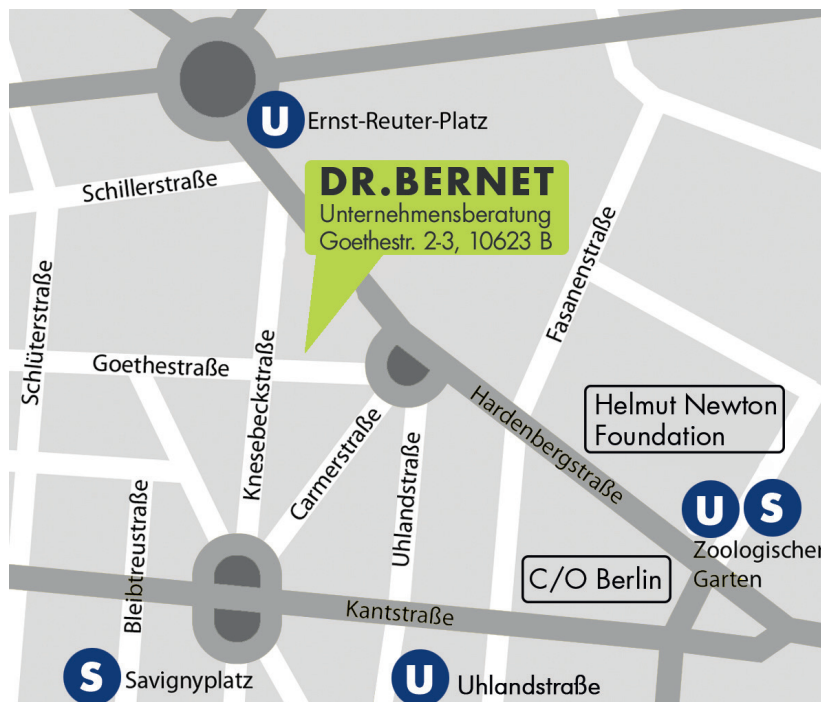 U Ernst-Reuter-Platz
Schillerstraße
DR.BERNET
Unternehmensberatung
Goethestr. 2-3, 10623 B
Fasanenstraße
Schlüterstraße
Goethestraße
Knesebeckstraße
Carmerstraße
Uhlandstraße
Hardenbergstraße
Helmut Newton
Foundation
Bleibtreustraße
U S
Zoologischer
Garten
C/O Berlin
Kantstraße
S Savignyplatz
U Uhlandstraße